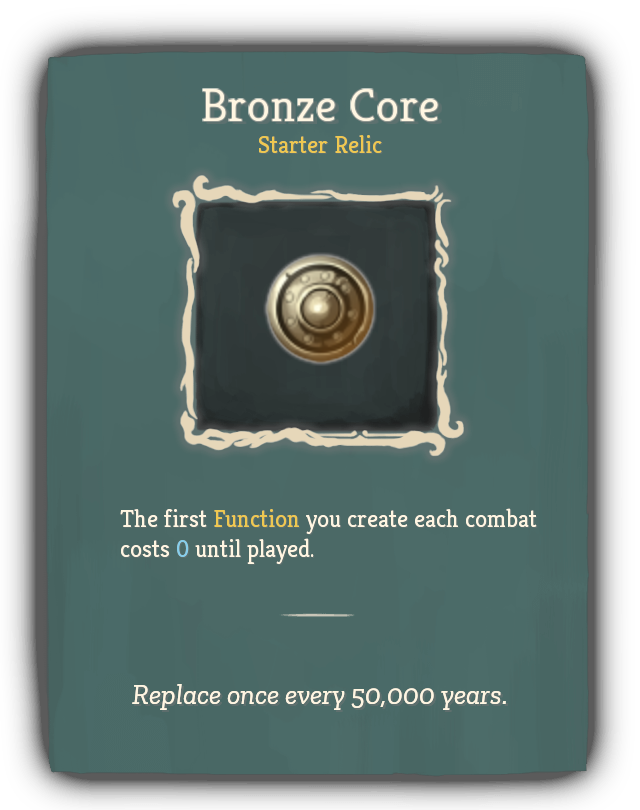 Bronze Core
Starter Relic
The first Function you create each combat
costs 0 until played.
Replace once every 50,000 years.